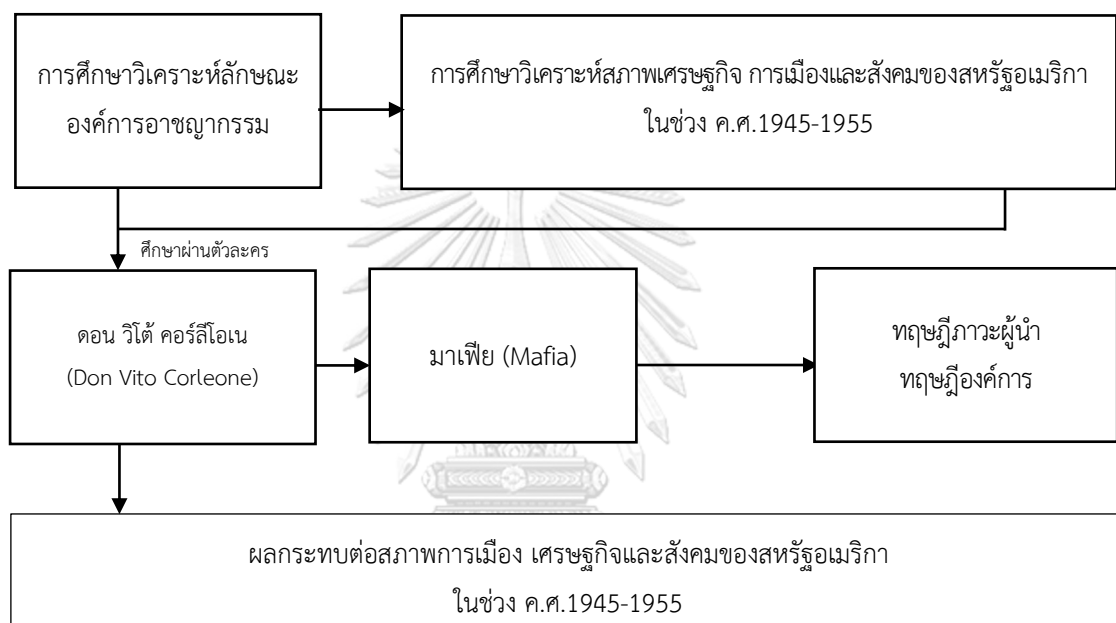 การศึกษาวิเคราะห์ลักษณะ
องค์การอาชญากรรม
การศึกษาวิเคราะห์สภาพเศรษฐกิจ การเมืองและสังคมของสหรัฐอเมริกา
ในช่วง ค.ศ.1945-1955
ศึกษาผ่านตัวละคร
ดอน วิโต้ คอร์ลีโอเน
(Don Vito Corleone)
มาเฟีย (Mafia)
ทฤษฎีภาวะผู้นำ
ทฤษฎีองค์การ
ผลกระทบต่อสภาพการเมือง เศรษฐกิจและสังคมของสหรัฐอเมริกา
ในช่วง ค.ศ.1945-1955